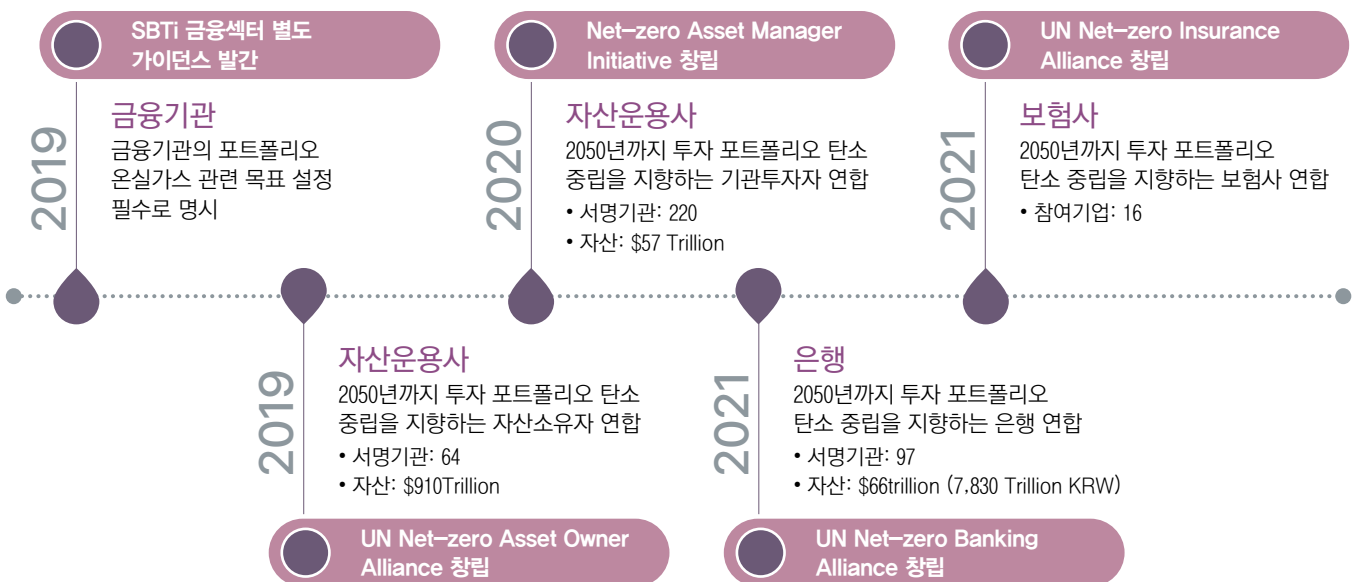 SBTi 금융섹터 별도
가이던스 발간
2019
금융기관
금융기관의 포트폴리오
온실가스 관련 목표 설정
필수로 명시
2019
자산운용사
2050년까지 투자 포트폴리오 탄소
중립을 지향하는 자산소유자 연합
• 서명기관: 64
• 자산: $910Trillion
UN Net-zero Asset Owner
Alliance 창립
Net-zero Asset Manager
Initiative 창립
2020
자산운용사
2050년까지 투자 포트폴리오 탄소
중립을 지향하는 기관투자자 연합
• 서명기관: 220
• 자산: $57 Trillion
2021
은행
2050년까지 투자 포트폴리오
탄소 중립을 지향하는 은행 연합
• 서명기관: 97
• 자산: $66trillion (7,830 Trillion KRW)
UN Net-zero Banking
Alliance 창립
UN Net-zero Insurance
Alliance 창립
2021
보험사
2050년까지 투자 포트폴리오
탄소 중립을 지향하는 보험사 연합
• 참여기업: 16